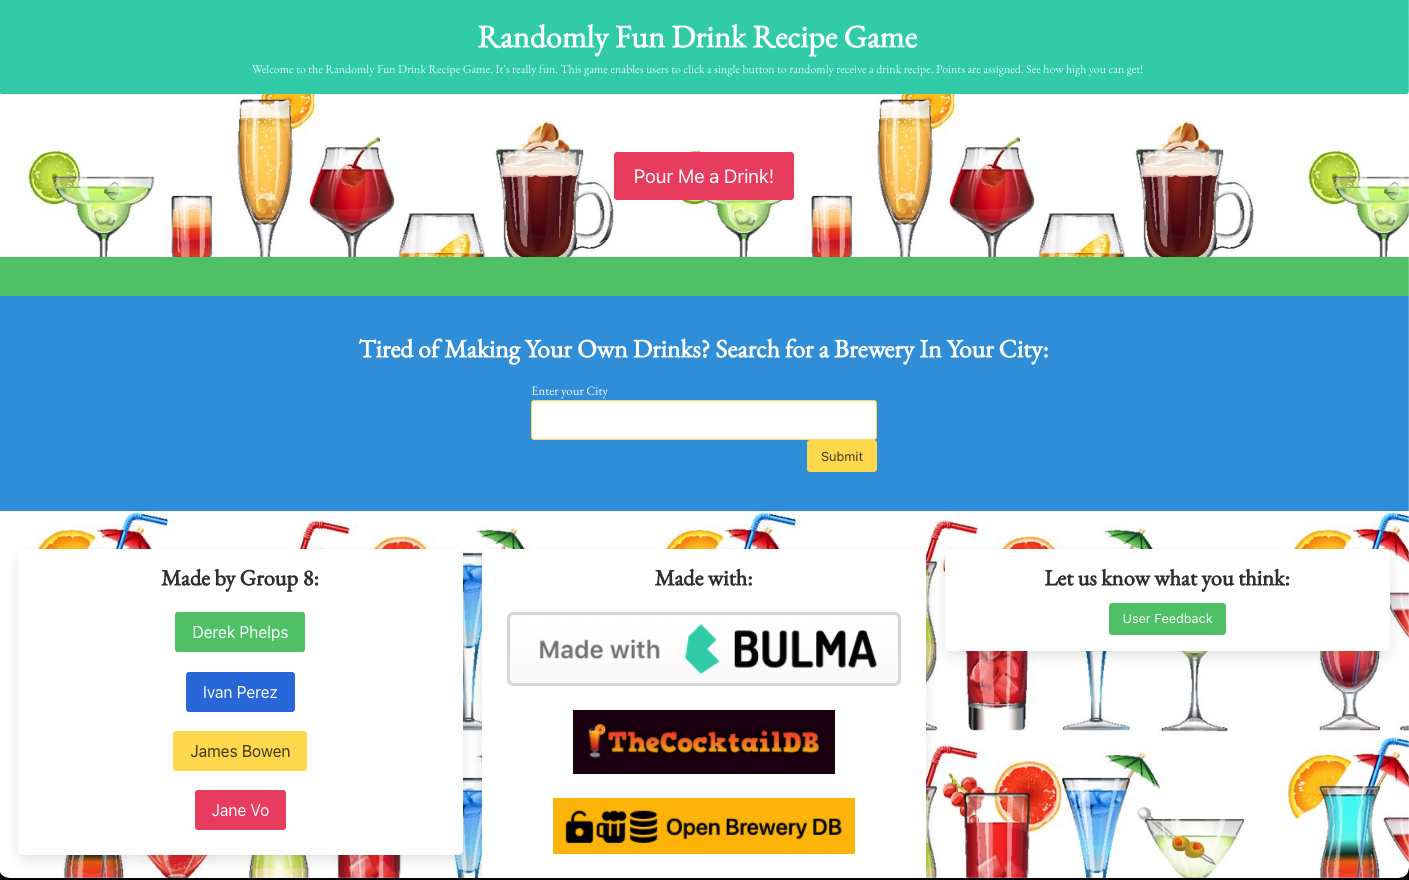 Randomly Fun Drink Recipe Game
Welcome to the Randomly Fun Drink Recipe Game. It's really fun. This game enables users to click a single button to randomly receive a drink recipe. Points are assigned. See how high you can get!
Pour Me a Drink!
Tired of Making Your Own Drinks? Search for a Brewery In Your City:
Enter your City
Submit
Made by Group 8:
Derek Phelps
Ivan Perez
James Bowen
Jane Vo
Made with:
Made with BULMA
TheCocktailDB
Open Brewery DB
Let us know what you think:
User Feedback